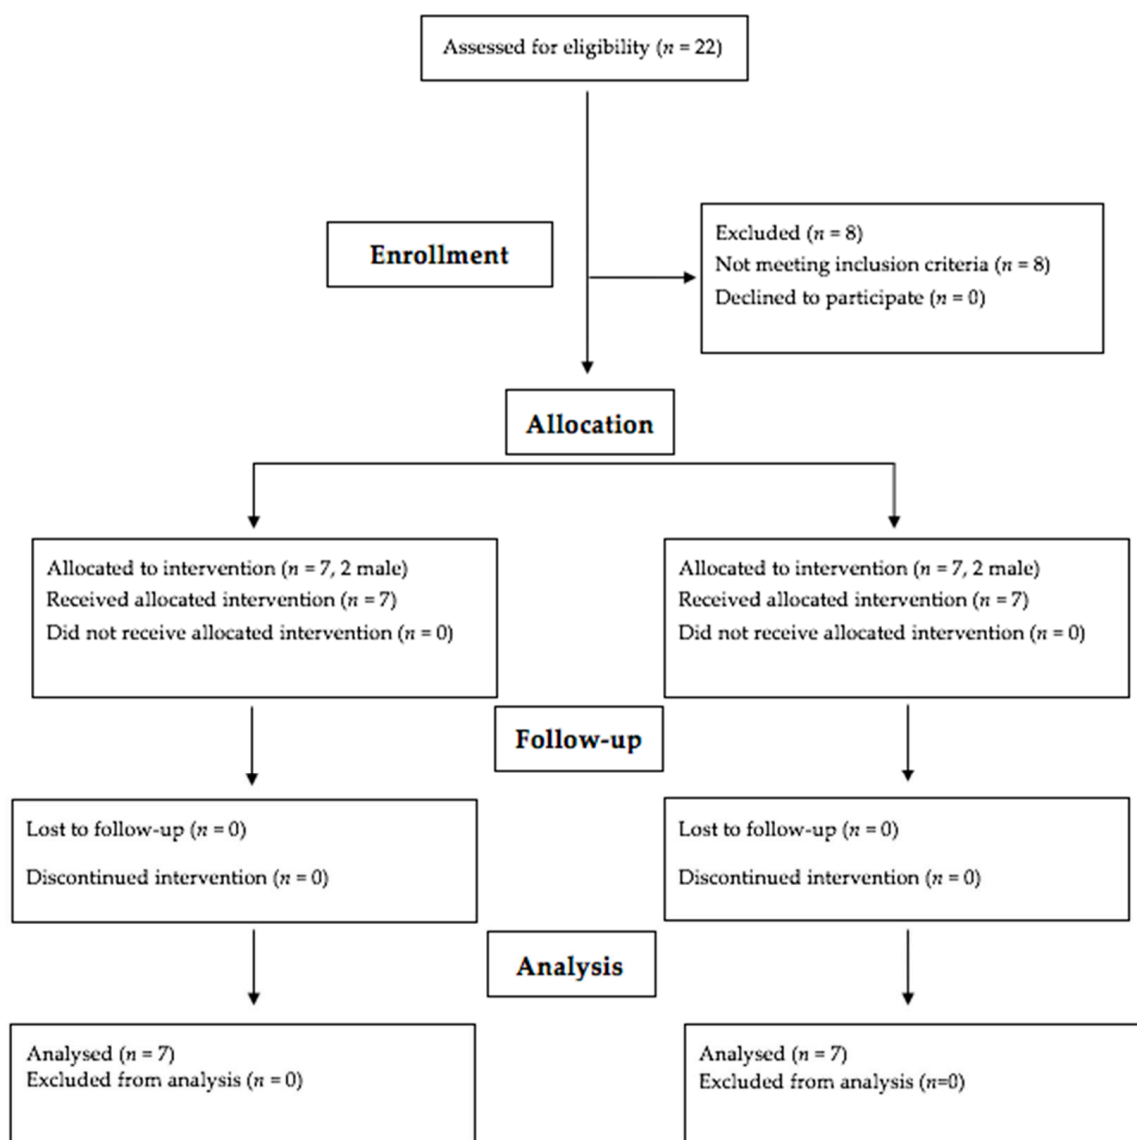 Assessed for eligibility (n = 22)
Enrollment
Excluded (n = 8)
Not meeting inclusion criteria (n = 8)
Declined to participate (n = 0)
Allocation
Allocated to intervention (n = 7, 2 male)
Received allocated intervention (n = 7)
Did not receive allocated intervention (n = 0)
Allocated to intervention (n = 7, 2 male)
Received allocated intervention (n = 7)
Did not receive allocated intervention (n = 0)
Follow-up
Lost to follow-up (n = 0)
Discontinued intervention (n = 0)
Lost to follow-up (n = 0)
Discontinued intervention (n = 0)
Analysis
Analysed (n = 7)
Excluded from analysis (n = 0)
Analysed (n = 7)
Excluded from analysis (n=0)